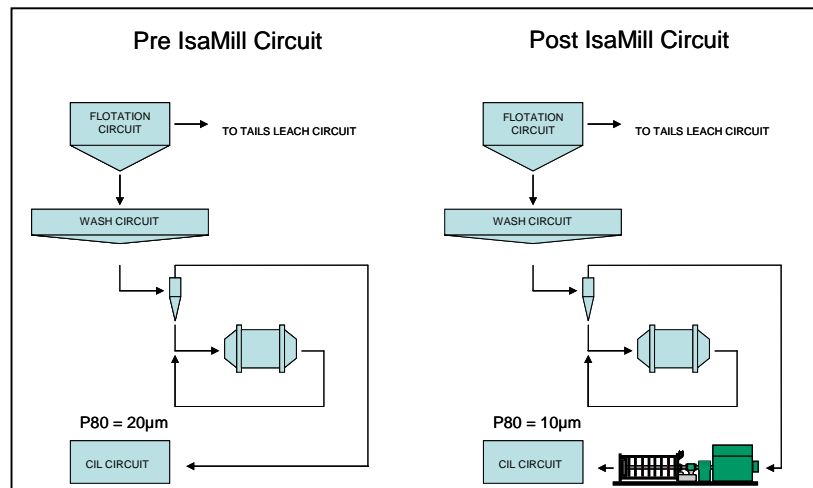 Pre IsaMill Circuit
FLOTATION
CIRCUIT
TO TAILS LEACH CIRCUIT
WASH CIRCUIT
P80 = 20µm
CIL CIRCUIT
Post IsaMill Circuit
FLOTATION
CIRCUIT
TO TAILS LEACH CIRCUIT
WASH CIRCUIT
P80 = 10µm
CIL CIRCUIT